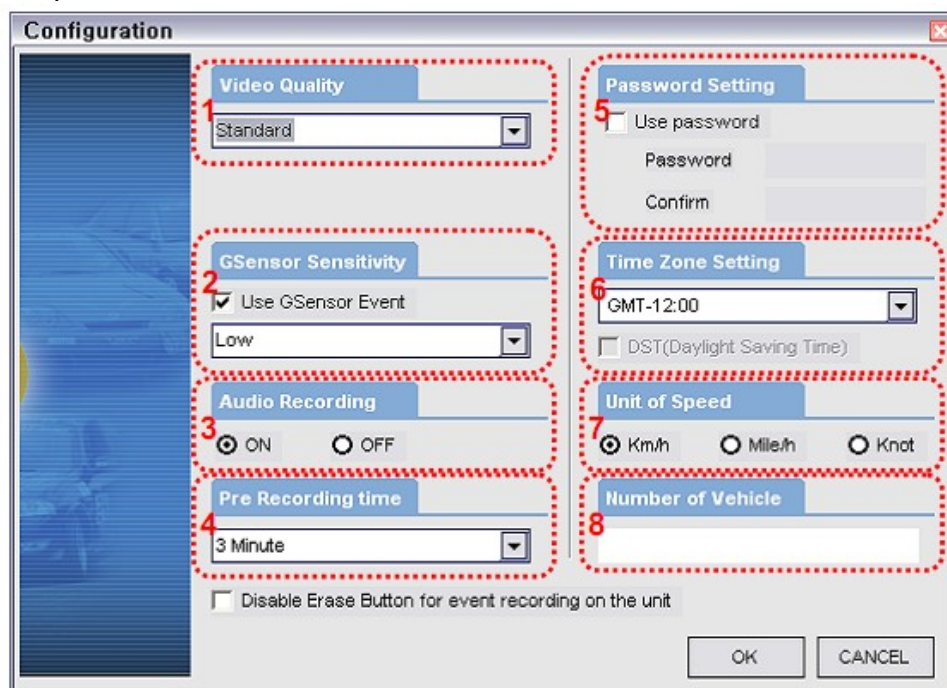 Configuration
Video Quality
1
Standard
GSensor Sensitivity
2
Use GSensor Event
Low
Audio Recording
3
ON OFF
Pre Recording time
4
3 Minute
Disable Erase Button for event recording on the unit
Password Setting
5
Use password
Password
Confirm
Time Zone Setting
6
GMT-12:00
DST(Daylight Saving Time)
Unit of Speed
7
Km/h Mile/h Knot
Number of Vehicle
8
OK CANCEL